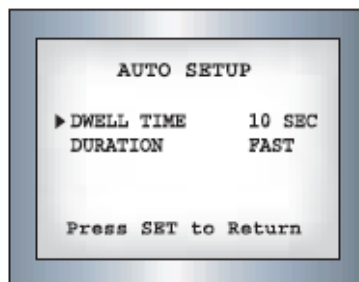 AUTO SETUP
▶ DWELL TIME 10 SEC
DURATION FAST
Press SET to Return